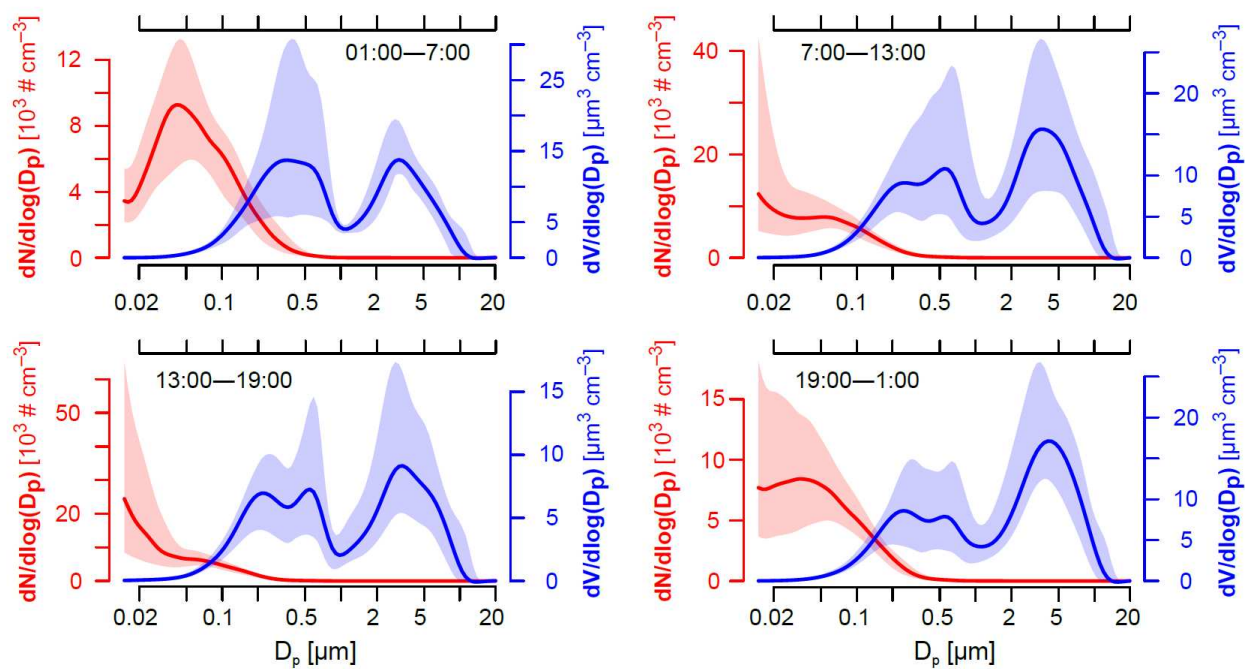 01:00—7:00
dN/dlog(Dp) [10³ # cm⁻³]
12
8
4
0
dV/dlog(Dp) [μm³ cm⁻³]
30
15
5
0
0.02 0.1 0.5 2 5 20
7:00—13:00
dN/dlog(Dp) [10³ # cm⁻³]
40
20
0
dV/dlog(Dp) [μm³ cm⁻³]
20
10
5
0
0.02 0.1 0.5 2 5 20
13:00—19:00
dN/dlog(Dp) [10³ # cm⁻³]
50
20
0
dV/dlog(Dp) [μm³ cm⁻³]
15
10
5
0
0.02 0.1 0.5 2 5 20
Dₚ [μm]
19:00—1:00
dN/dlog(Dp) [10³ # cm⁻³]
15
10
5
0
dV/dlog(Dp) [μm³ cm⁻³]
20
10
5
0
0.02 0.1 0.5 2 5 20
Dₚ [μm]